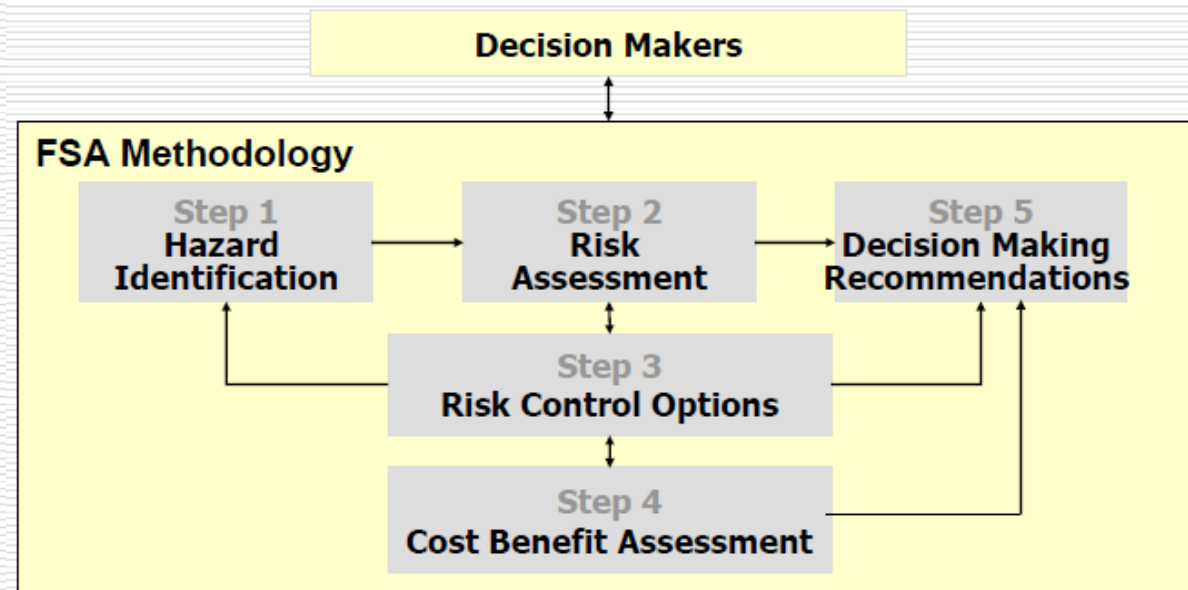 Decision Makers
FSA Methodology
Step 1
Hazard
Identification
Step 2
Risk
Assessment
Step 5
Decision Making
Recommendations
Step 3
Risk Control Options
Step 4
Cost Benefit Assessment